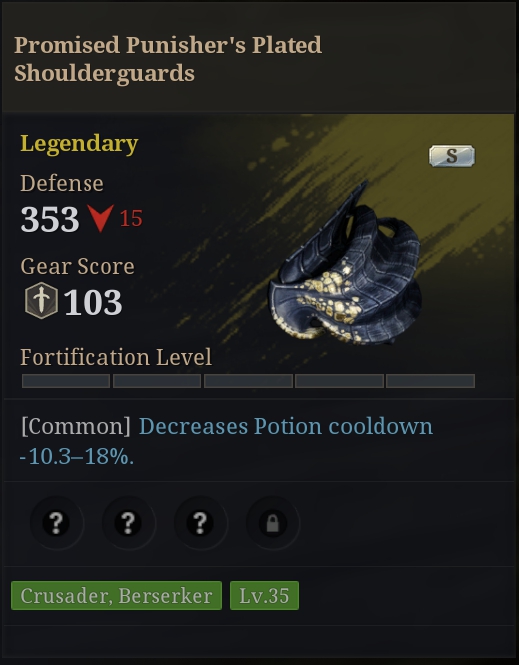 Promised Punisher's Plated
Shoulderguards
Legendary
S
Defense
353 15
Gear Score
103
Fortification Level
[Common] Decreases Potion cooldown
-10.3–18%.
? ? ?
Crusader, Berserker Lv.35